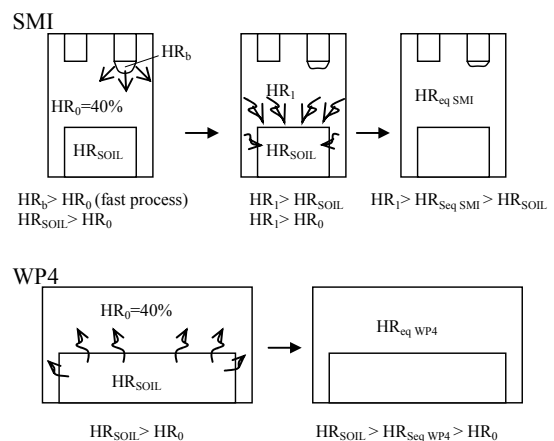 SMI
HR_b
HR_0=40%
HR_SOIL
HR_b> HR_0 (fast process)
HR_SOIL> HR_0
HR_1
HR_SOIL
HR_1> HR_SOIL
HR_1> HR_0
HR_eq SMI
HR_1> HR_Seq SMI> HR_SOIL
WP4
HR_0=40%
HR_SOIL
HR_SOIL> HR_0
HR_eq WP4
HR_SOIL > HR_Seq WP4 > HR_0